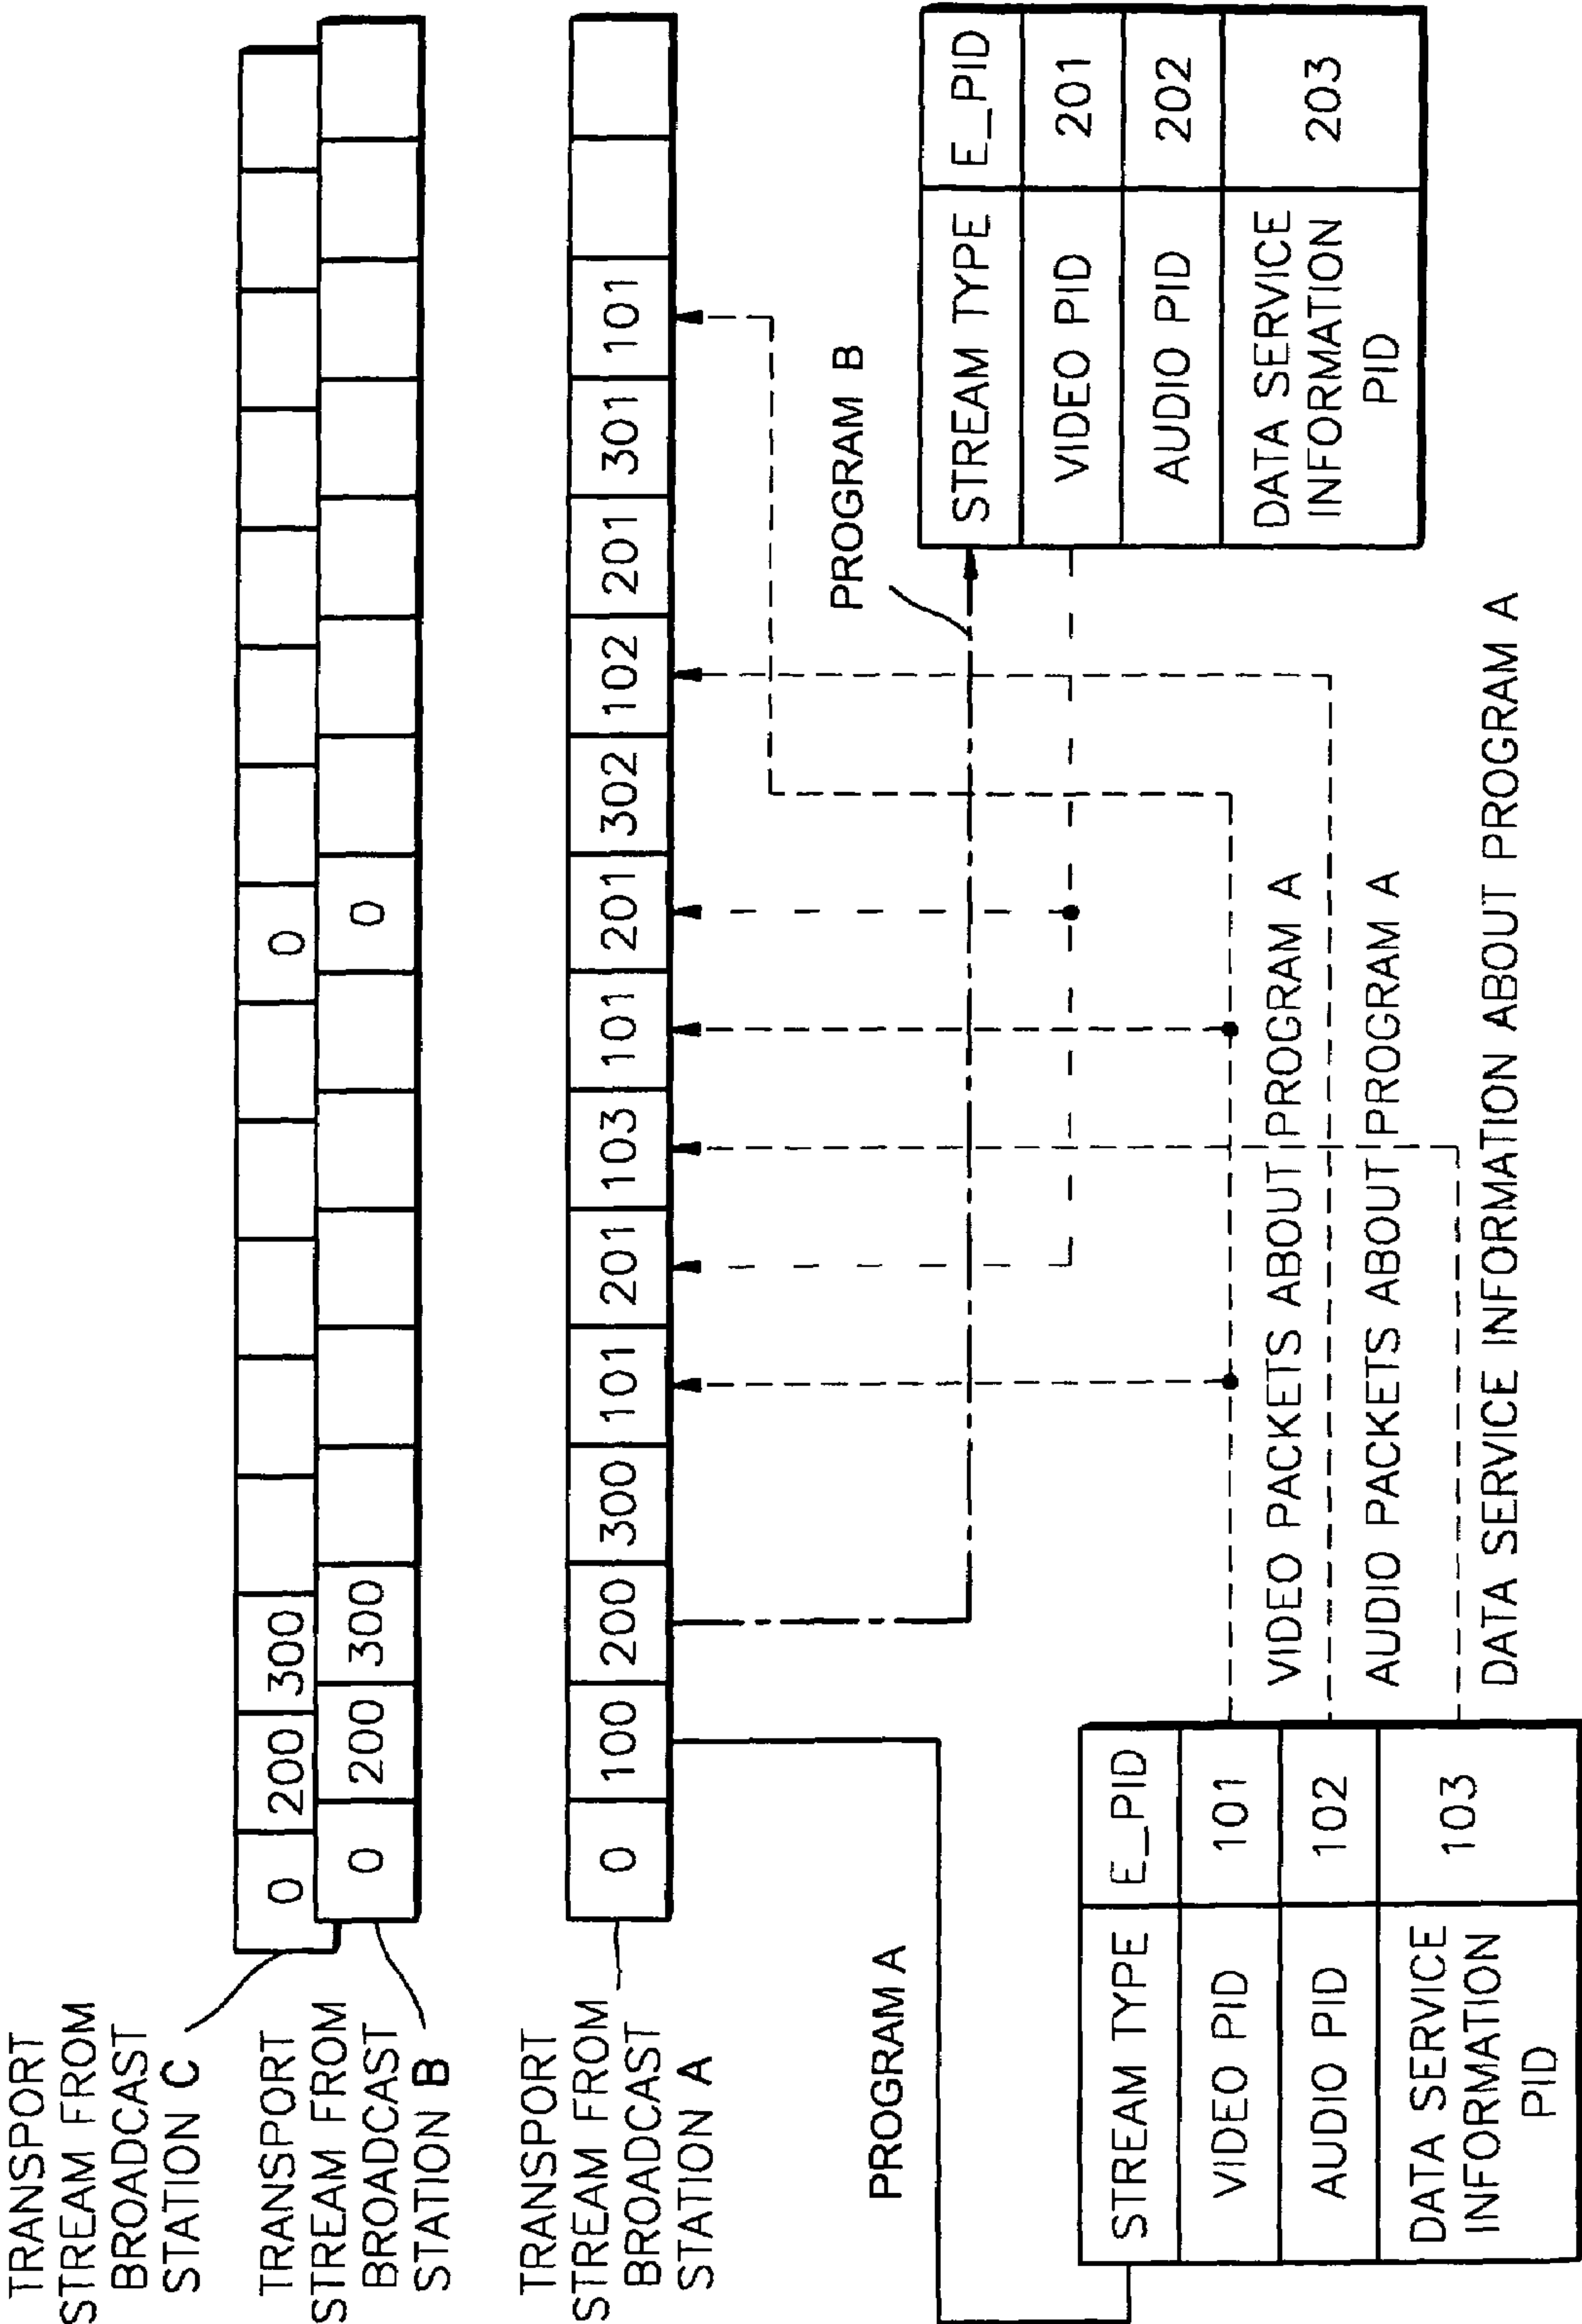 TRANSPORT
STREAM FROM
BROADCAST
STATION C
0 200 300 0
TRANSPORT
STREAM FROM
BROADCAST
STATION B
0 200 300 0
TRANSPORT
STREAM FROM
BROADCAST
STATION A
0 100 200 300 101 201 103 101 201 302 102 201 301 101
PROGRAM A
PROGRAM B
STREAM TYPE E_PID
VIDEO PID 201
AUDIO PID 202
DATA SERVICE
INFORMATION
PID
203
STREAM TYPE E_PID
VIDEO PID 101
AUDIO PID 102
DATA SERVICE
INFORMATION
PID
103
VIDEO PACKETS ABOUT PROGRAM A
AUDIO PACKETS ABOUT PROGRAM A
DATA SERVICE INFORMATION ABOUT PROGRAM A